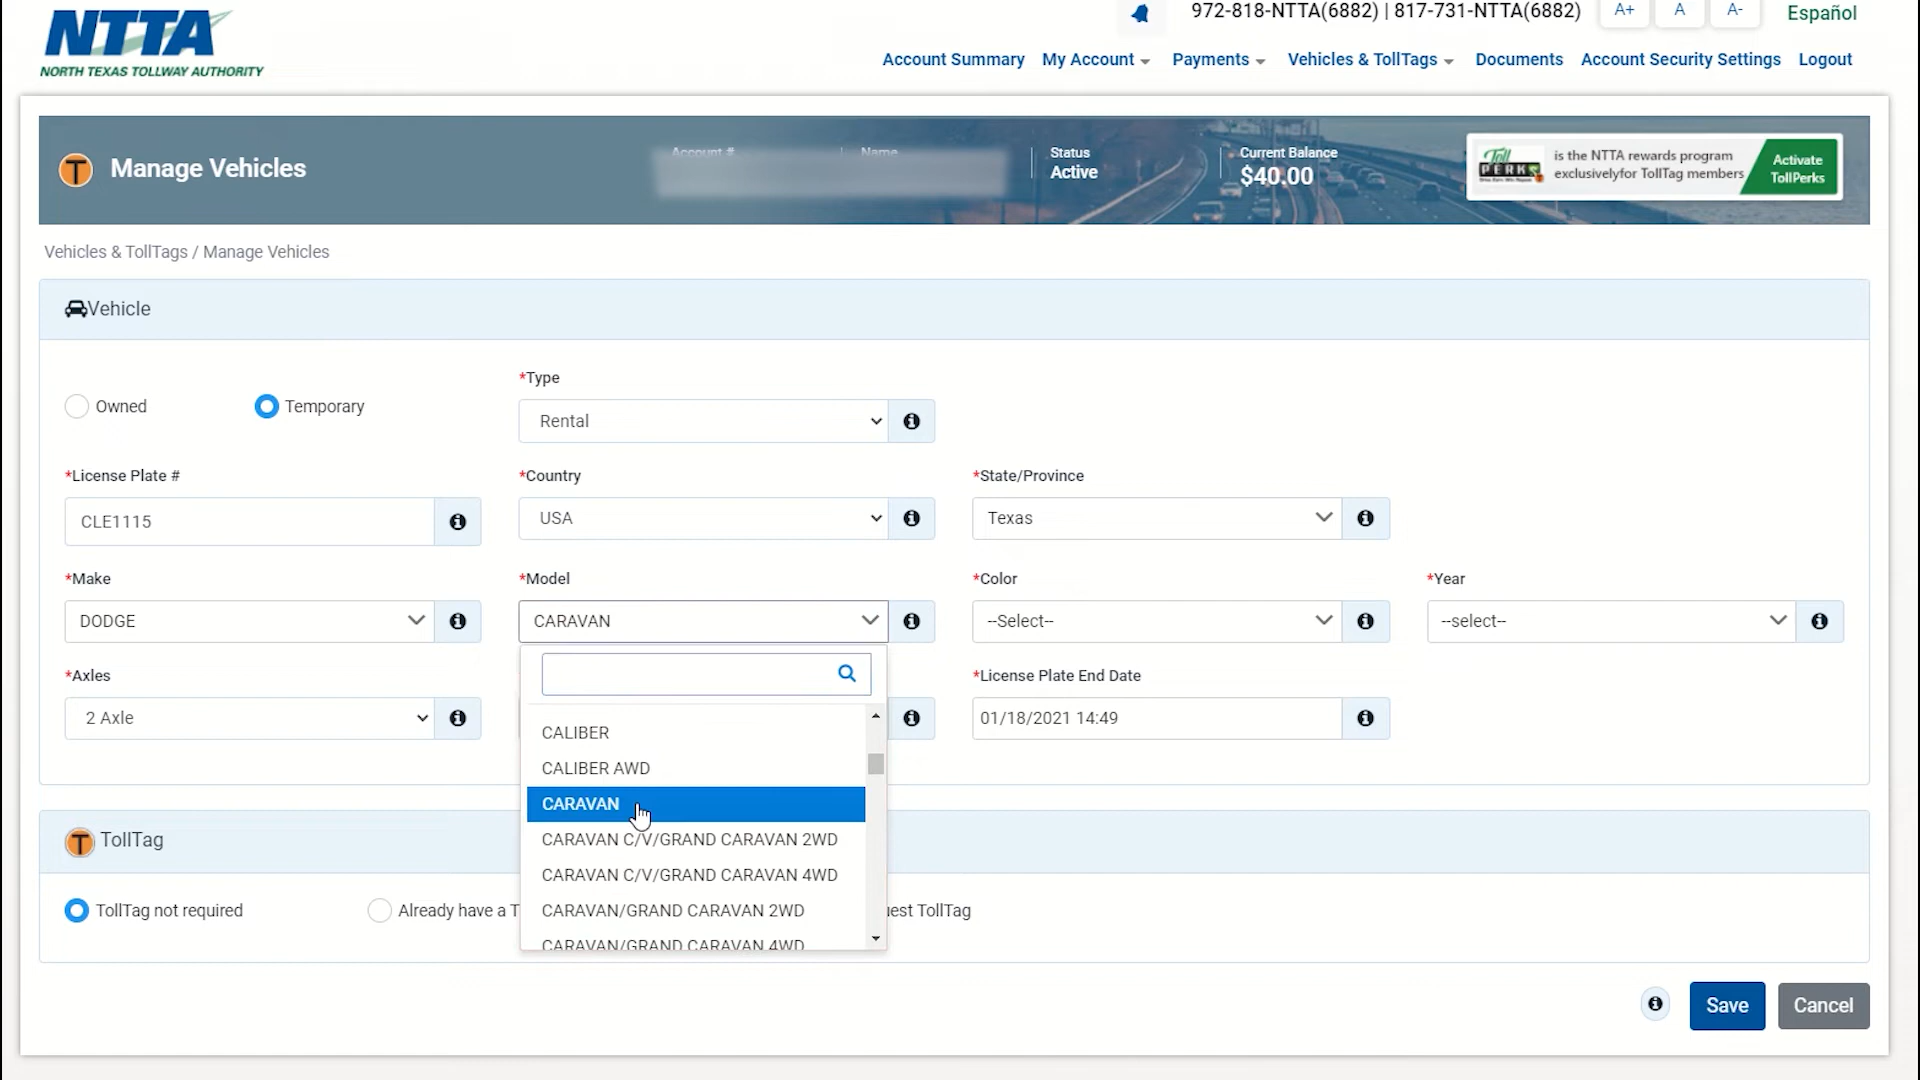 NTTA
NORTH TEXAS TOLLWAY AUTHORITY
972-818-NTTA(6882) | 817-731-NTTA(6882)
A+
A
A-
Español
Account Summary
My Account
Payments
Vehicles & TollTags
Documents
Account Security Settings
Logout
T
Manage Vehicles
Account #
Name
Status
Active
Current Balance
$40.00
Toll
PERKS
is the NTTA rewards program
exclusivelyfor TollTag members
Activate
TollPerks
Vehicles & TollTags / Manage Vehicles
Vehicle
Owned
Temporary
*Type
Rental
*License Plate #
CLE1115
*Country
USA
*State/Province
Texas
*Make
DODGE
*Model
CARAVAN
*Color
--Select--
*Year
--select--
*Axles
2 Axle
*License Plate End Date
01/18/2021 14:49
CALIBER
CALIBER AWD
CARAVAN
CARAVAN C/V/GRAND CARAVAN 2WD
CARAVAN C/V/GRAND CARAVAN 4WD
CARAVAN/GRAND CARAVAN 2WD
CARAVAN/GRAND CARAVAN 4WD
T
TollTag
TollTag not required
Already have a T
uest TollTag
Save
Cancel